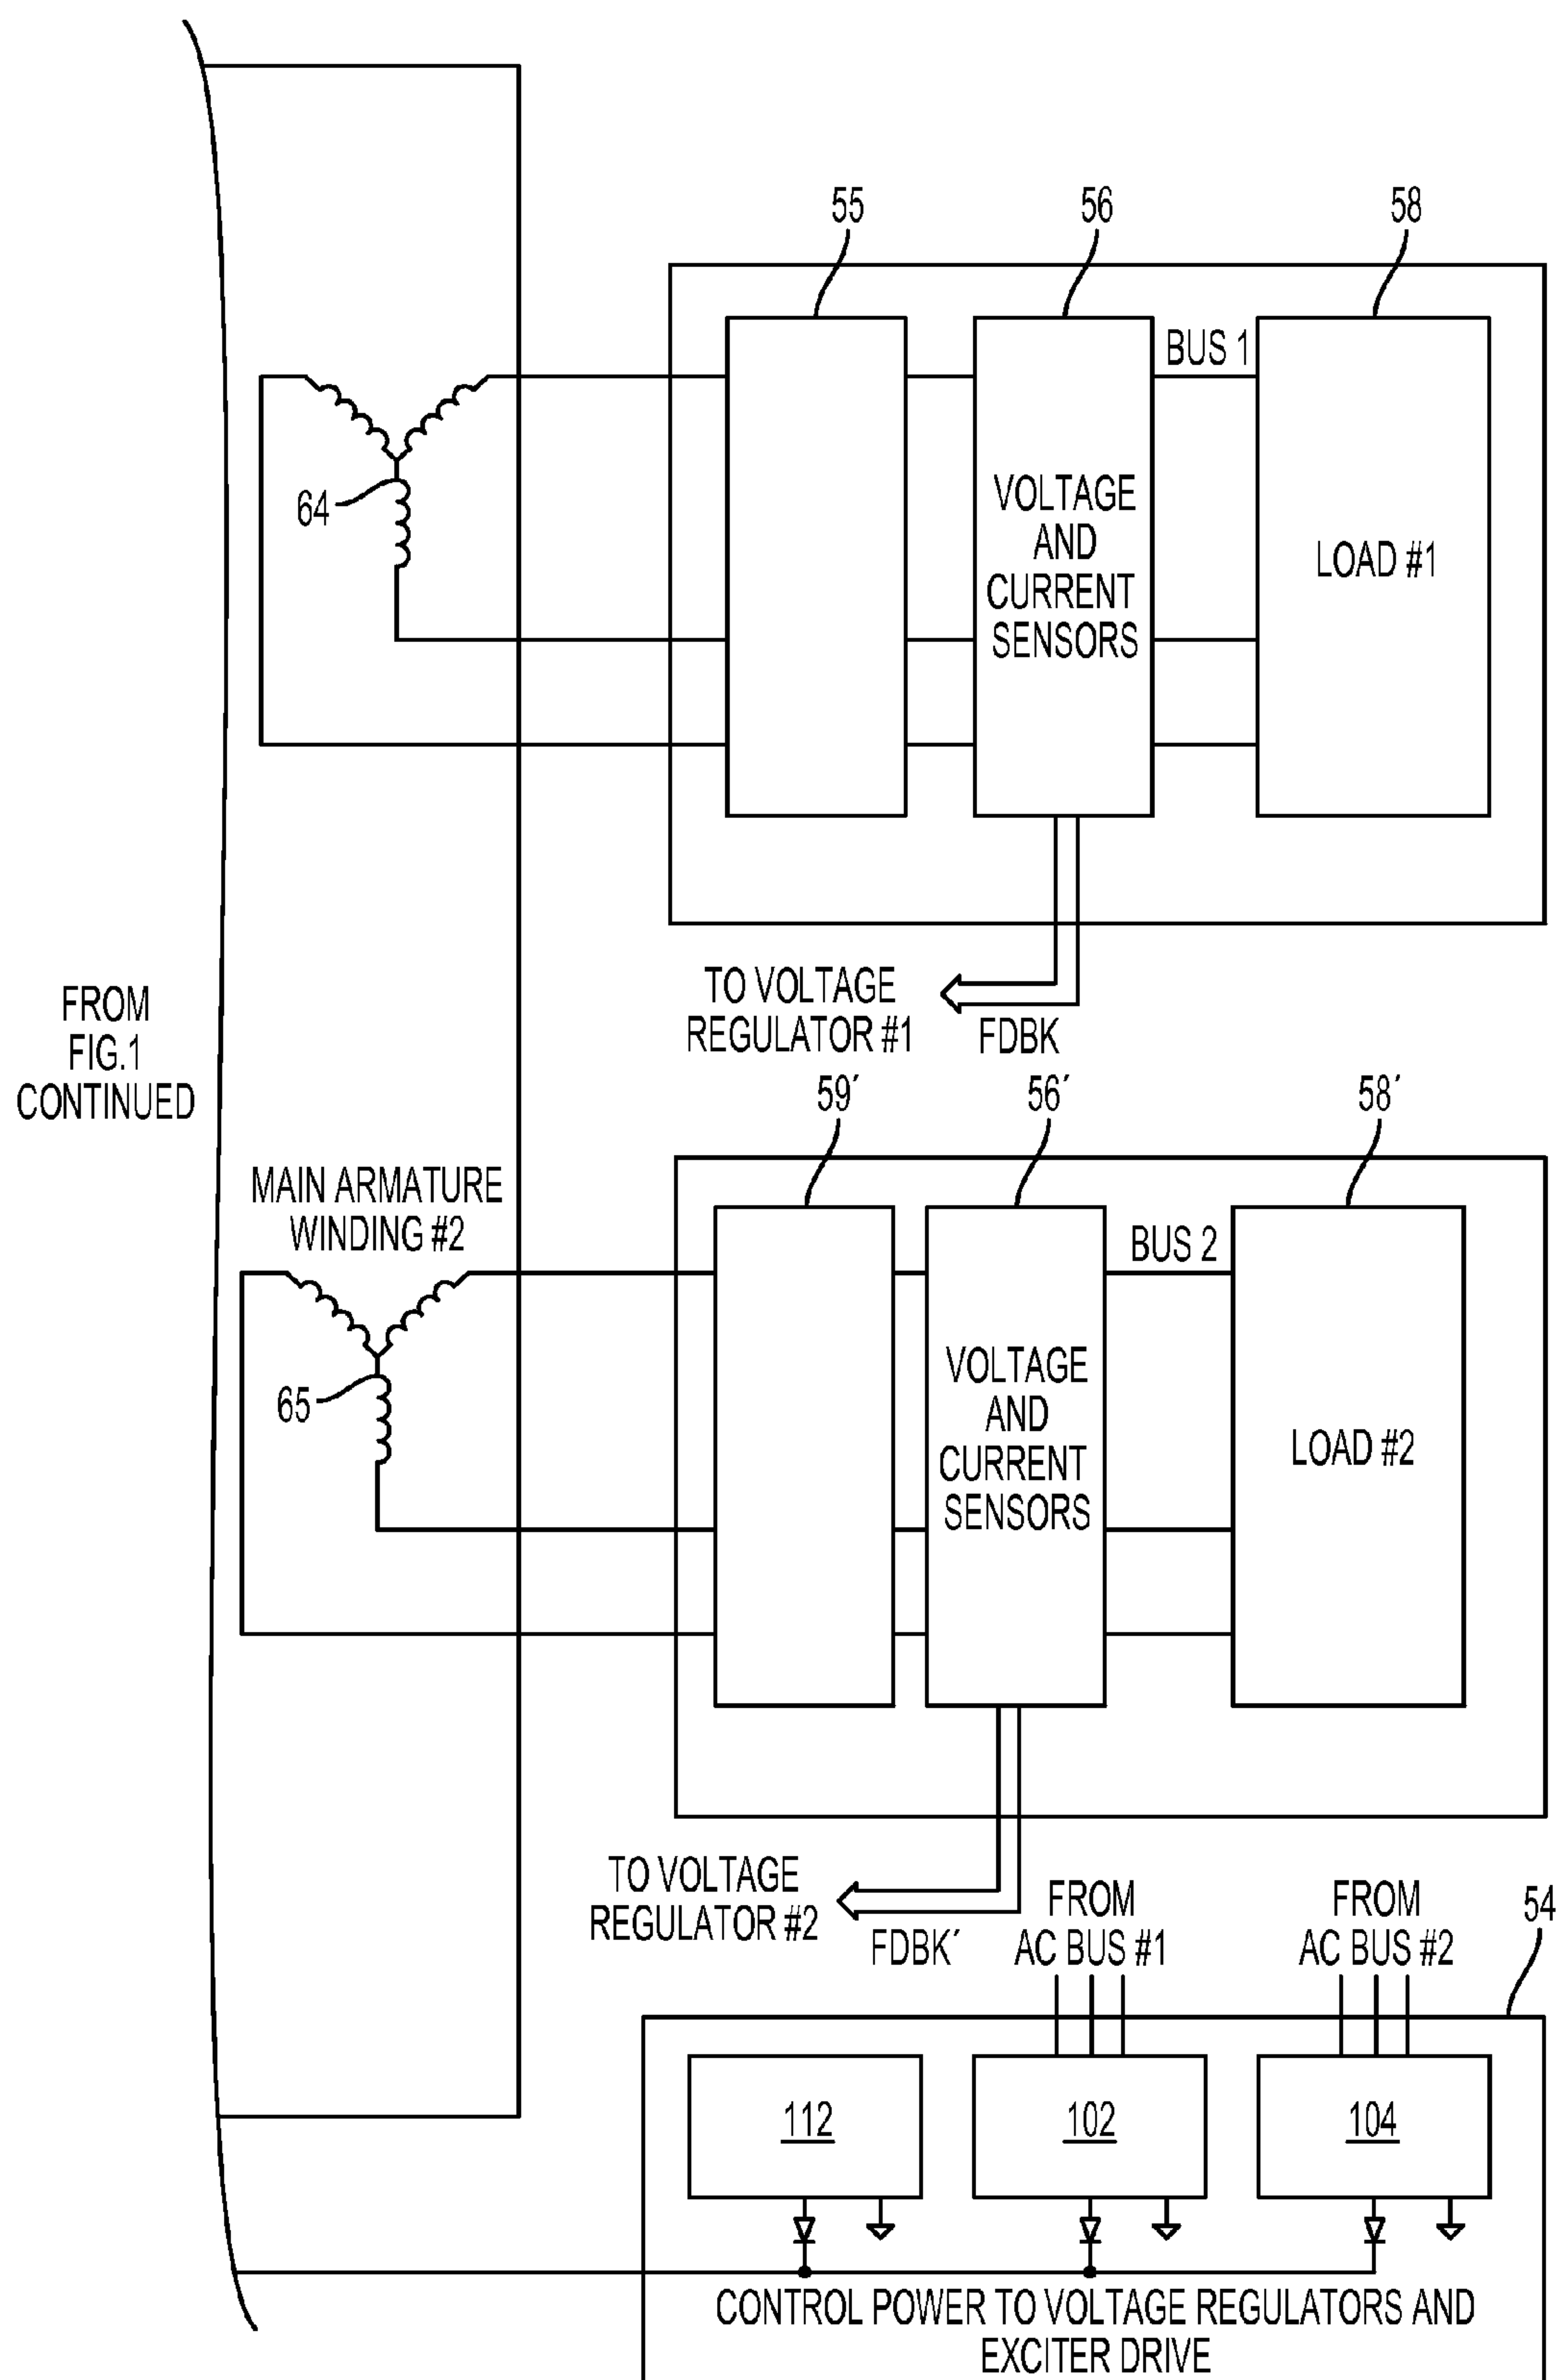 55
56
58
BUS 1
64
VOLTAGE
AND
CURRENT
SENSORS
LOAD #1
TO VOLTAGE
REGULATOR #1
FDBK
FROM
FIG.1
CONTINUED
59´
56´
58´
MAIN ARMATURE
WINDING #2
BUS 2
65
VOLTAGE
AND
CURRENT
SENSORS
LOAD #2
TO VOLTAGE
REGULATOR #2
FDBK´
FROM
AC BUS #1
FROM
AC BUS #2
54
112
102
104
CONTROL POWER TO VOLTAGE REGULATORS AND
EXCITER DRIVE